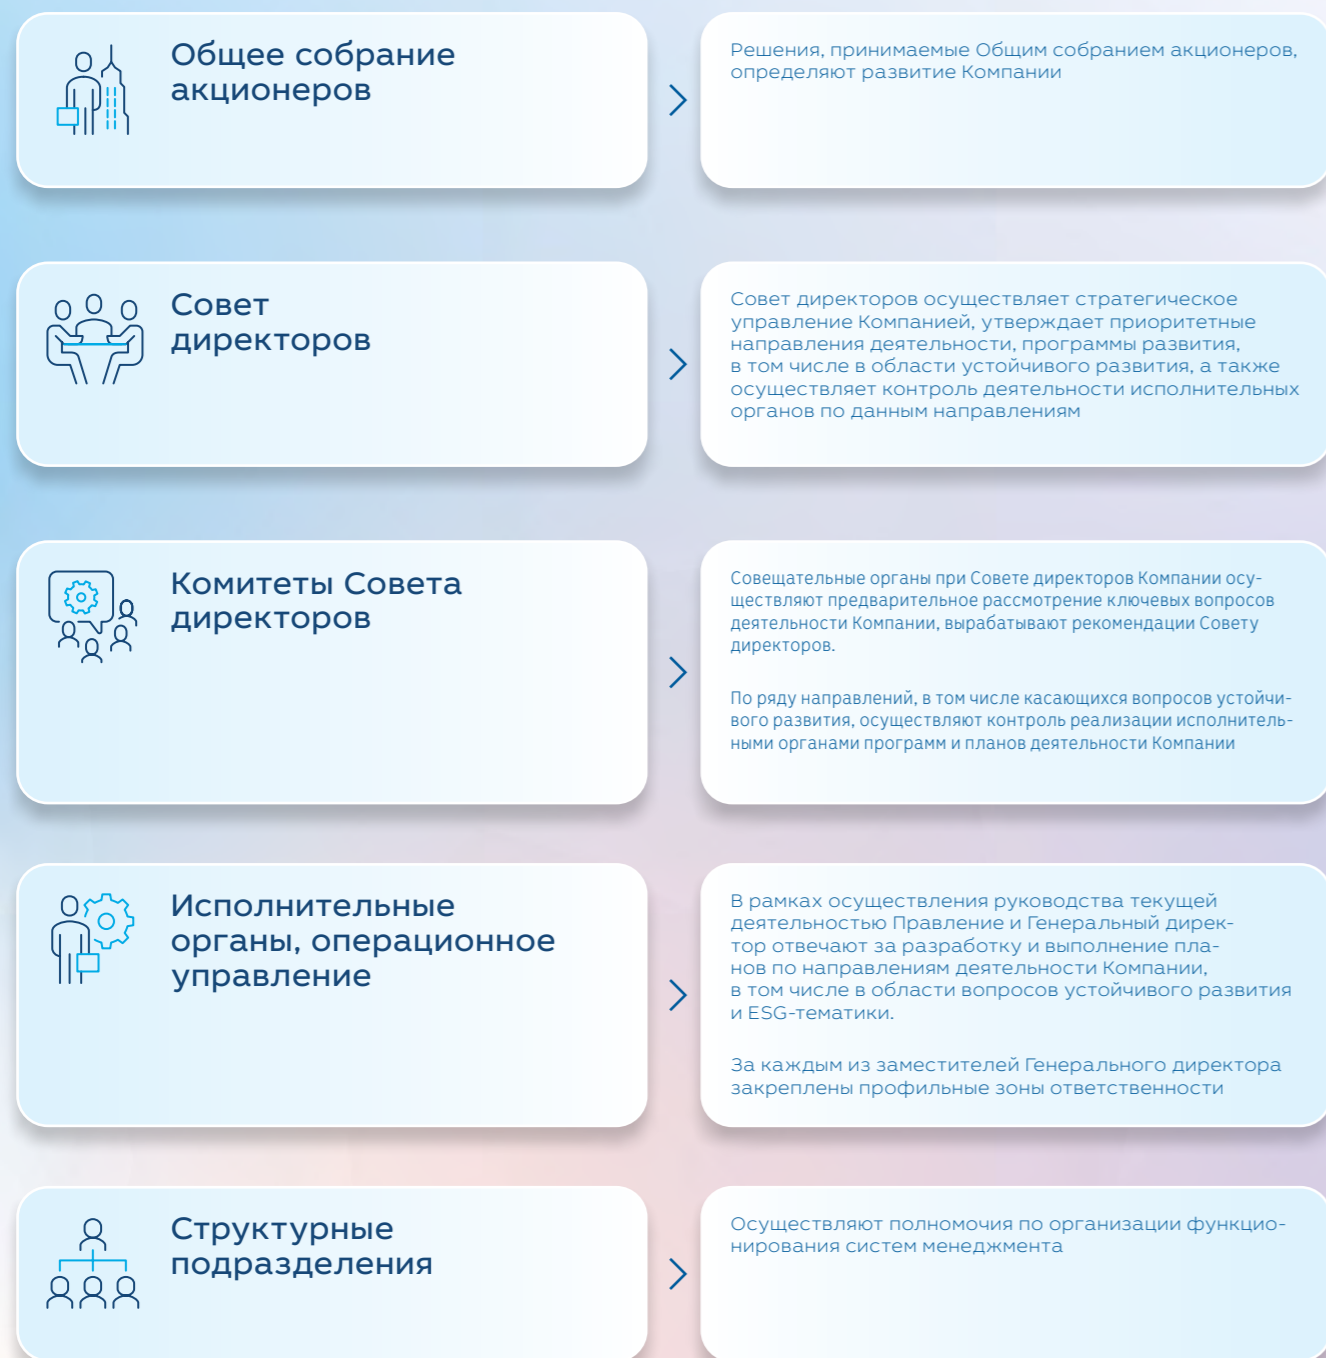 Общее собрание
акционеров
Решения, принимаемые Общим собранием акционеров,
определяют развитие Компании
Совет
директоров
Совет директоров осуществляет стратегическое
управление Компанией, утверждает приоритетные
направления деятельности, программы развития,
в том числе в области устойчивого развития, а также
осуществляет контроль деятельности исполнительных
органов по данным направлениям
Комитеты Совета
директоров
Совещательные органы при Совете директоров Компании осу-
ществляют предварительное рассмотрение ключевых вопросов
деятельности Компании, вырабатывают рекомендации Совету
директоров.
По ряду направлений, в том числе касающихся вопросов устойчи-
вого развития, осуществляют контроль реализации исполнитель-
ными органами программ и планов деятельности Компании
Исполнительные
органы, операционное
управление
В рамках осуществления руководства текущей
деятельностью Правление и Генеральный дирек-
тор отвечают за разработку и выполнение пла-
нов по направлениям деятельности Компании,
в том числе в области вопросов устойчивого развития
и ESG-тематики.
За каждым из заместителей Генерального директора
закреплены профильные зоны ответственности
Структурные
подразделения
Осуществляют полномочия по организации функцио-
нирования систем менеджмента